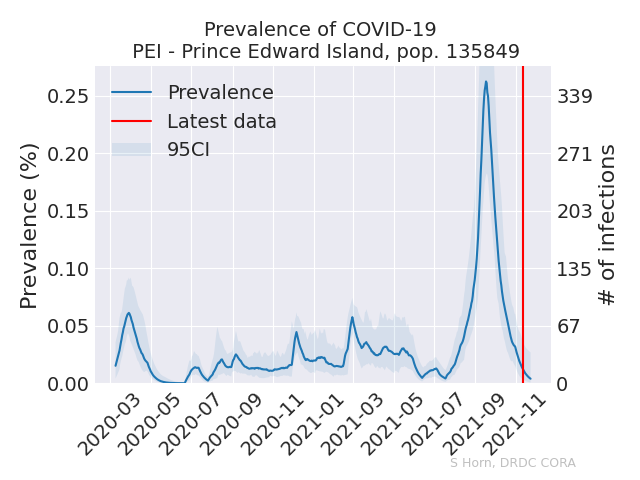 Prevalence of COVID-19
PEI - Prince Edward Island, pop. 135849
Prevalence
Latest data
95CI
Prevalence (%)
0.25
0.20
0.15
0.10
0.05
0.00
339
271
203
135
67
0
# of infections
2020-03
2020-05
2020-07
2020-09
2020-11
2021-01
2021-03
2021-05
2021-07
2021-09
2021-11
S Horn, DRDC CORA